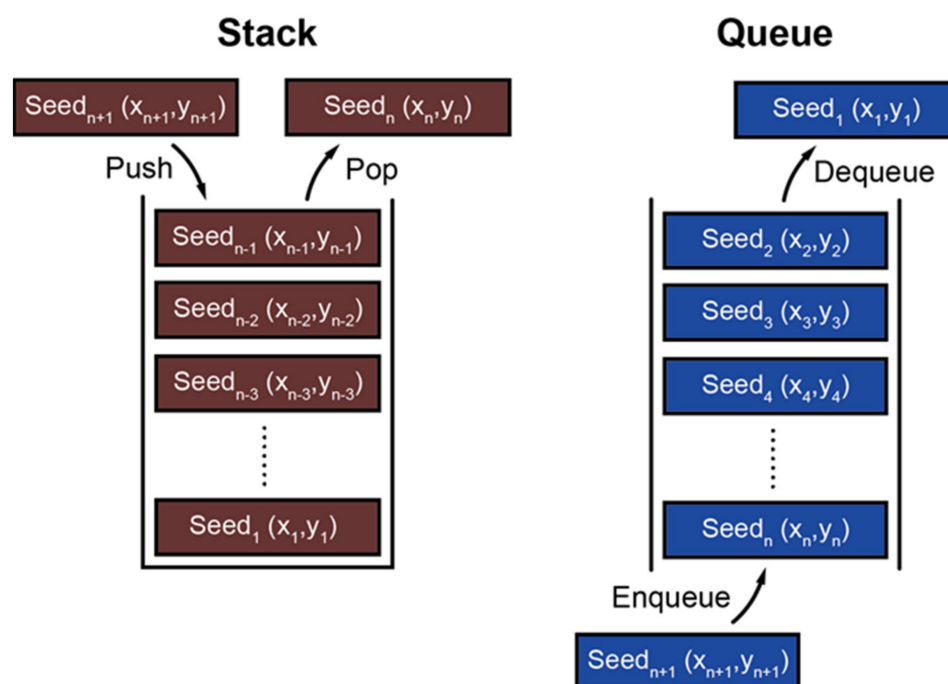 Stack
Seedₙ₊₁ (xₙ₊₁,yₙ₊₁)
Seedₙ (xₙ,yₙ)
Push
Pop
Seedₙ₋₁ (xₙ₋₁,yₙ₋₁)
Seedₙ₋₂ (xₙ₋₂,yₙ₋₂)
Seedₙ₋₃ (xₙ₋₃,yₙ₋₃)
Seed₁ (x₁,y₁)
Queue
Seed₁ (x₁,y₁)
Dequeue
Seed₂ (x₂,y₂)
Seed₃ (x₃,y₃)
Seed₄ (x₄,y₄)
Seedₙ (xₙ,yₙ)
Enqueue
Seedₙ₊₁ (xₙ₊₁,yₙ₊₁)